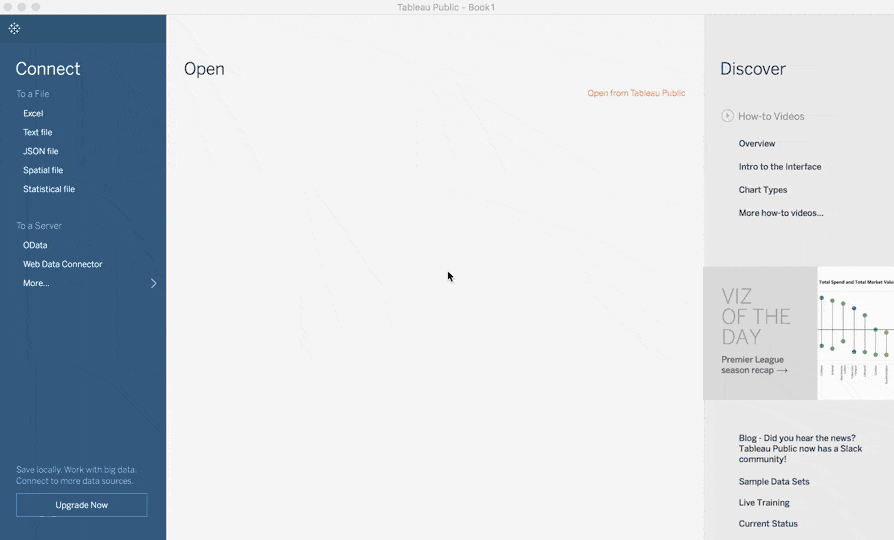 Tableau Public - Book1
Connect
To a File
Excel
Text file
JSON file
Spatial file
Statistical file
To a Server
OData
Web Data Connector
More...
Save locally. Work with big data.
Connect to more data sources.
Upgrade Now
Open
Open from Tableau Public
Discover
How-to Videos
Overview
Intro to the Interface
Chart Types
More how-to videos...
VIZ
OF THE
DAY
Premier League
season recap →
Total Spend and Total Market Value
Blog - Did you hear the news?
Tableau Public now has a Slack
community!
Sample Data Sets
Live Training
Current Status